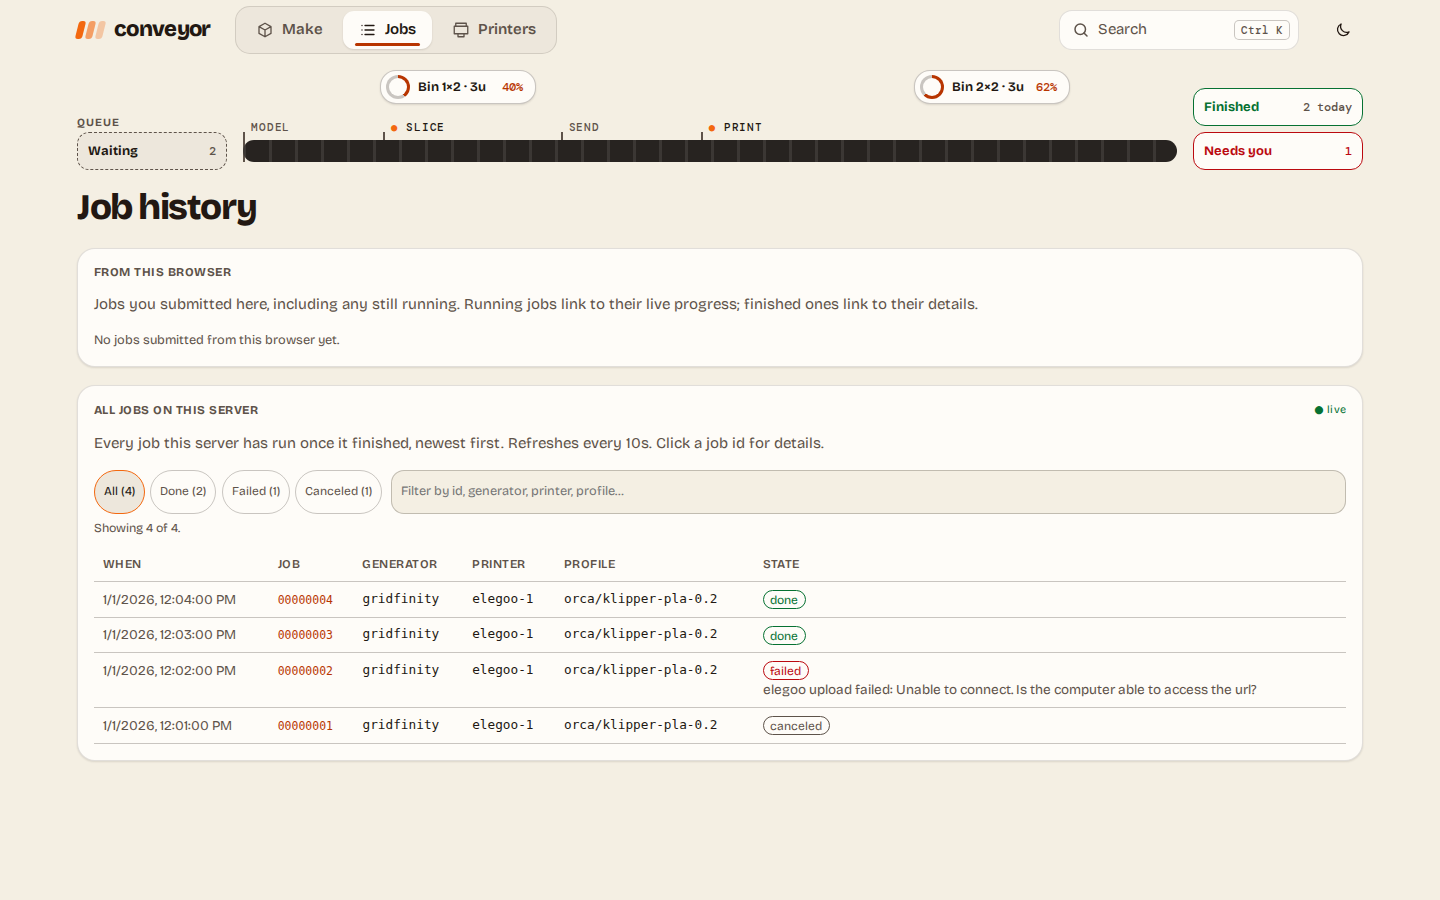 conveyor
Make
Jobs
Printers
Search
Ctrl K
Bin 1×2 · 3u 40%
Bin 2×2 · 3u 62%
QUEUE
Waiting 2
MODEL
SLICE
SEND
PRINT
Finished 2 today
Needs you 1
Job history
FROM THIS BROWSER
Jobs you submitted here, including any still running. Running jobs link to their live progress; finished ones link to their details.
No jobs submitted from this browser yet.
ALL JOBS ON THIS SERVER
live
Every job this server has run once it finished, newest first. Refreshes every 10s. Click a job id for details.
All (4) Done (2) Failed (1) Canceled (1) Filter by id, generator, printer, profile...
Showing 4 of 4.
WHEN JOB GENERATOR PRINTER PROFILE STATE
1/1/2026, 12:04:00 PM 00000004 gridfinity elegoo-1 orca/klipper-pla-0.2 done
1/1/2026, 12:03:00 PM 00000003 gridfinity elegoo-1 orca/klipper-pla-0.2 done
1/1/2026, 12:02:00 PM 00000002 gridfinity elegoo-1 orca/klipper-pla-0.2 failed
elegoo upload failed: Unable to connect. Is the computer able to access the url?
1/1/2026, 12:01:00 PM 00000001 gridfinity elegoo-1 orca/klipper-pla-0.2 canceled